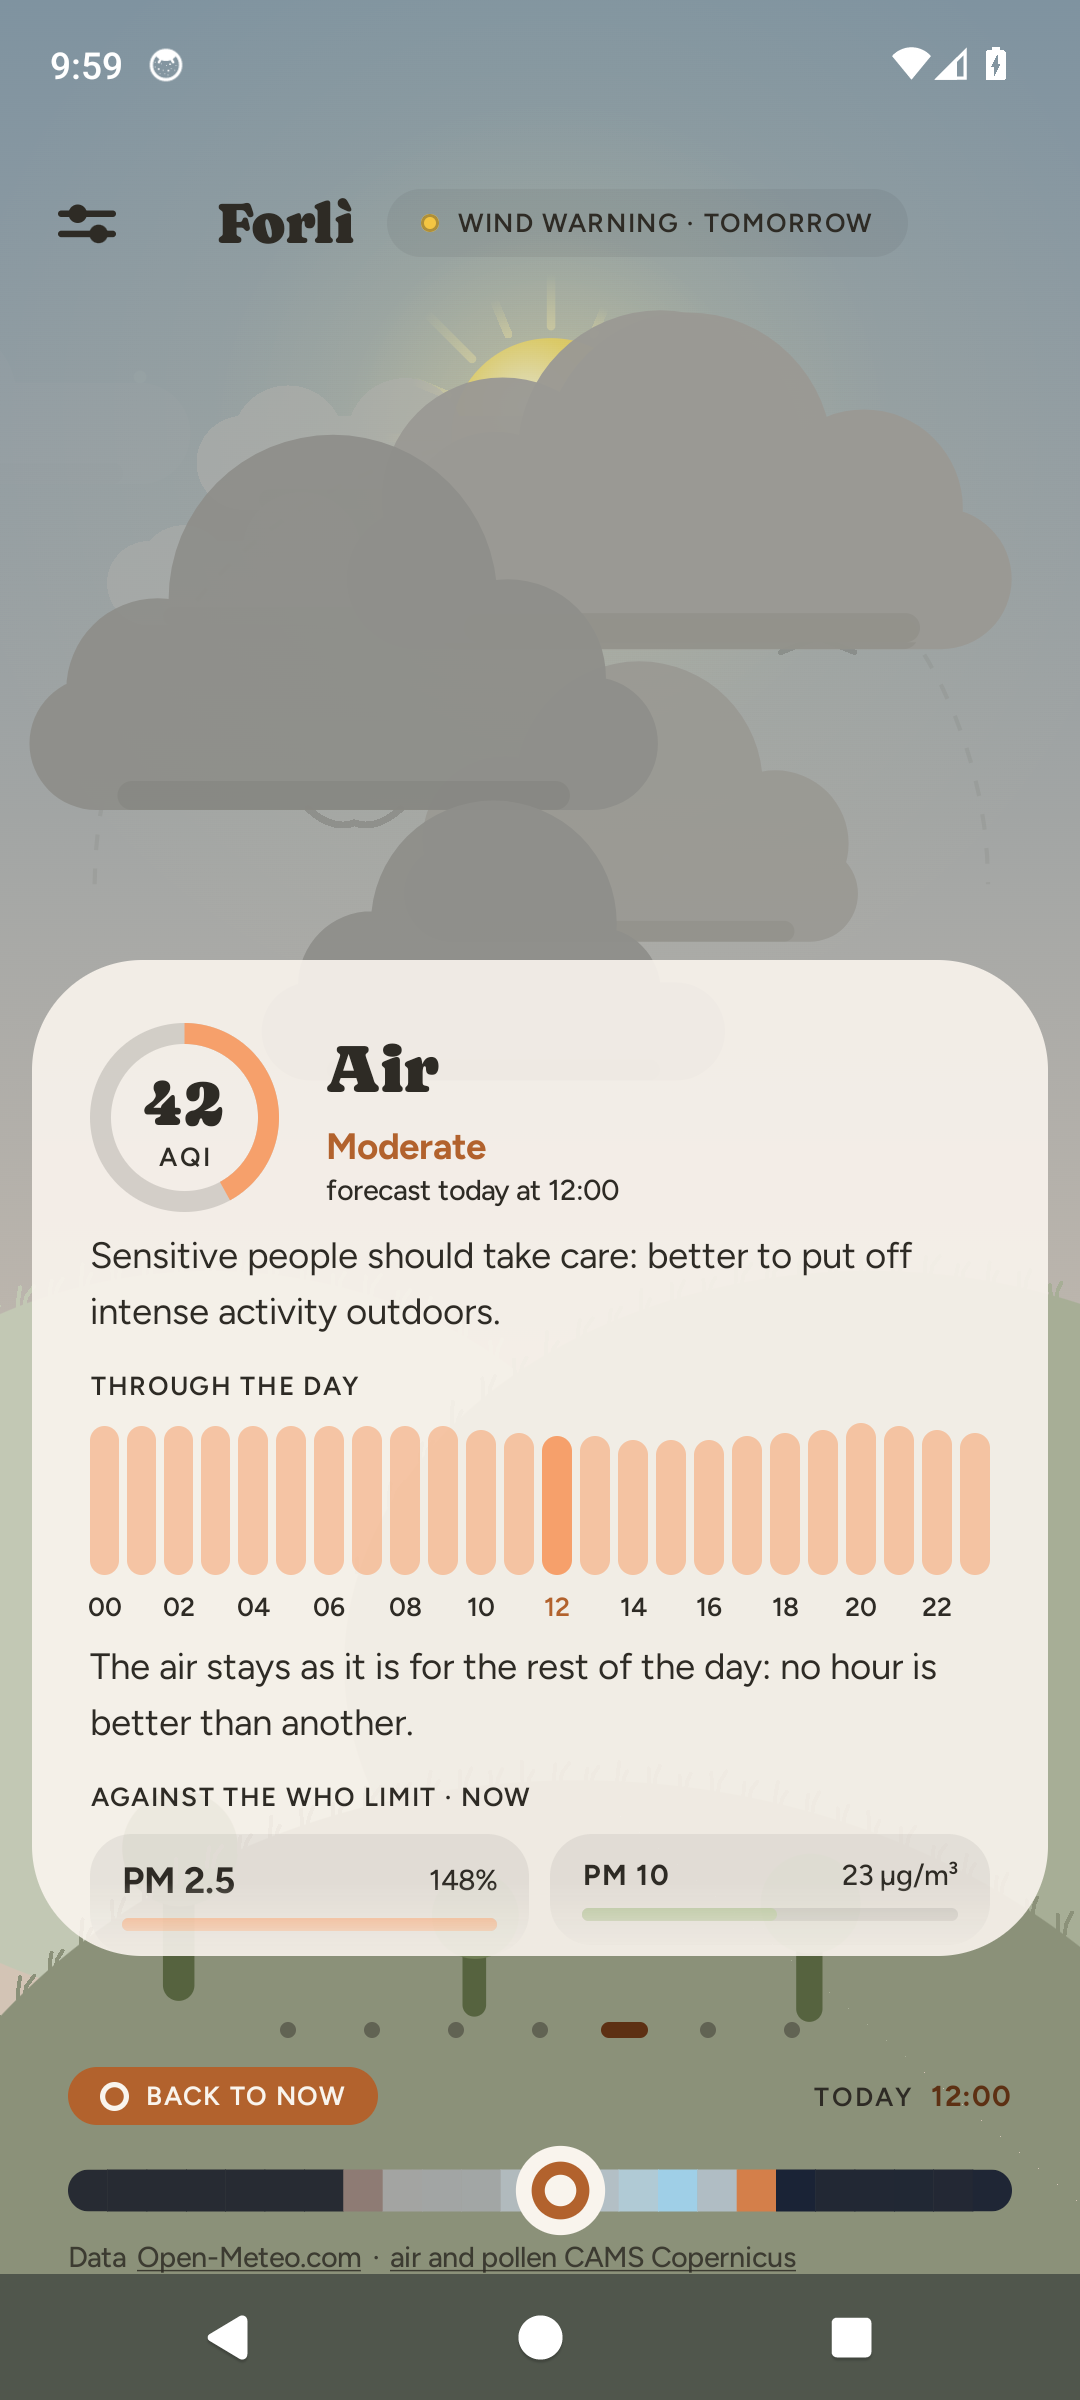 9:59
Forlì
WIND WARNING · TOMORROW
42
AQI
Air
Moderate
forecast today at 12:00
Sensitive people should take care: better to put off
intense activity outdoors.
THROUGH THE DAY
00 02 04 06 08 10 12 14 16 18 20 22
The air stays as it is for the rest of the day: no hour is
better than another.
AGAINST THE WHO LIMIT · NOW
PM 2.5 148%
PM 10 23 µg/m³
BACK TO NOW
TODAY 12:00
Data Open-Meteo.com · air and pollen CAMS Copernicus